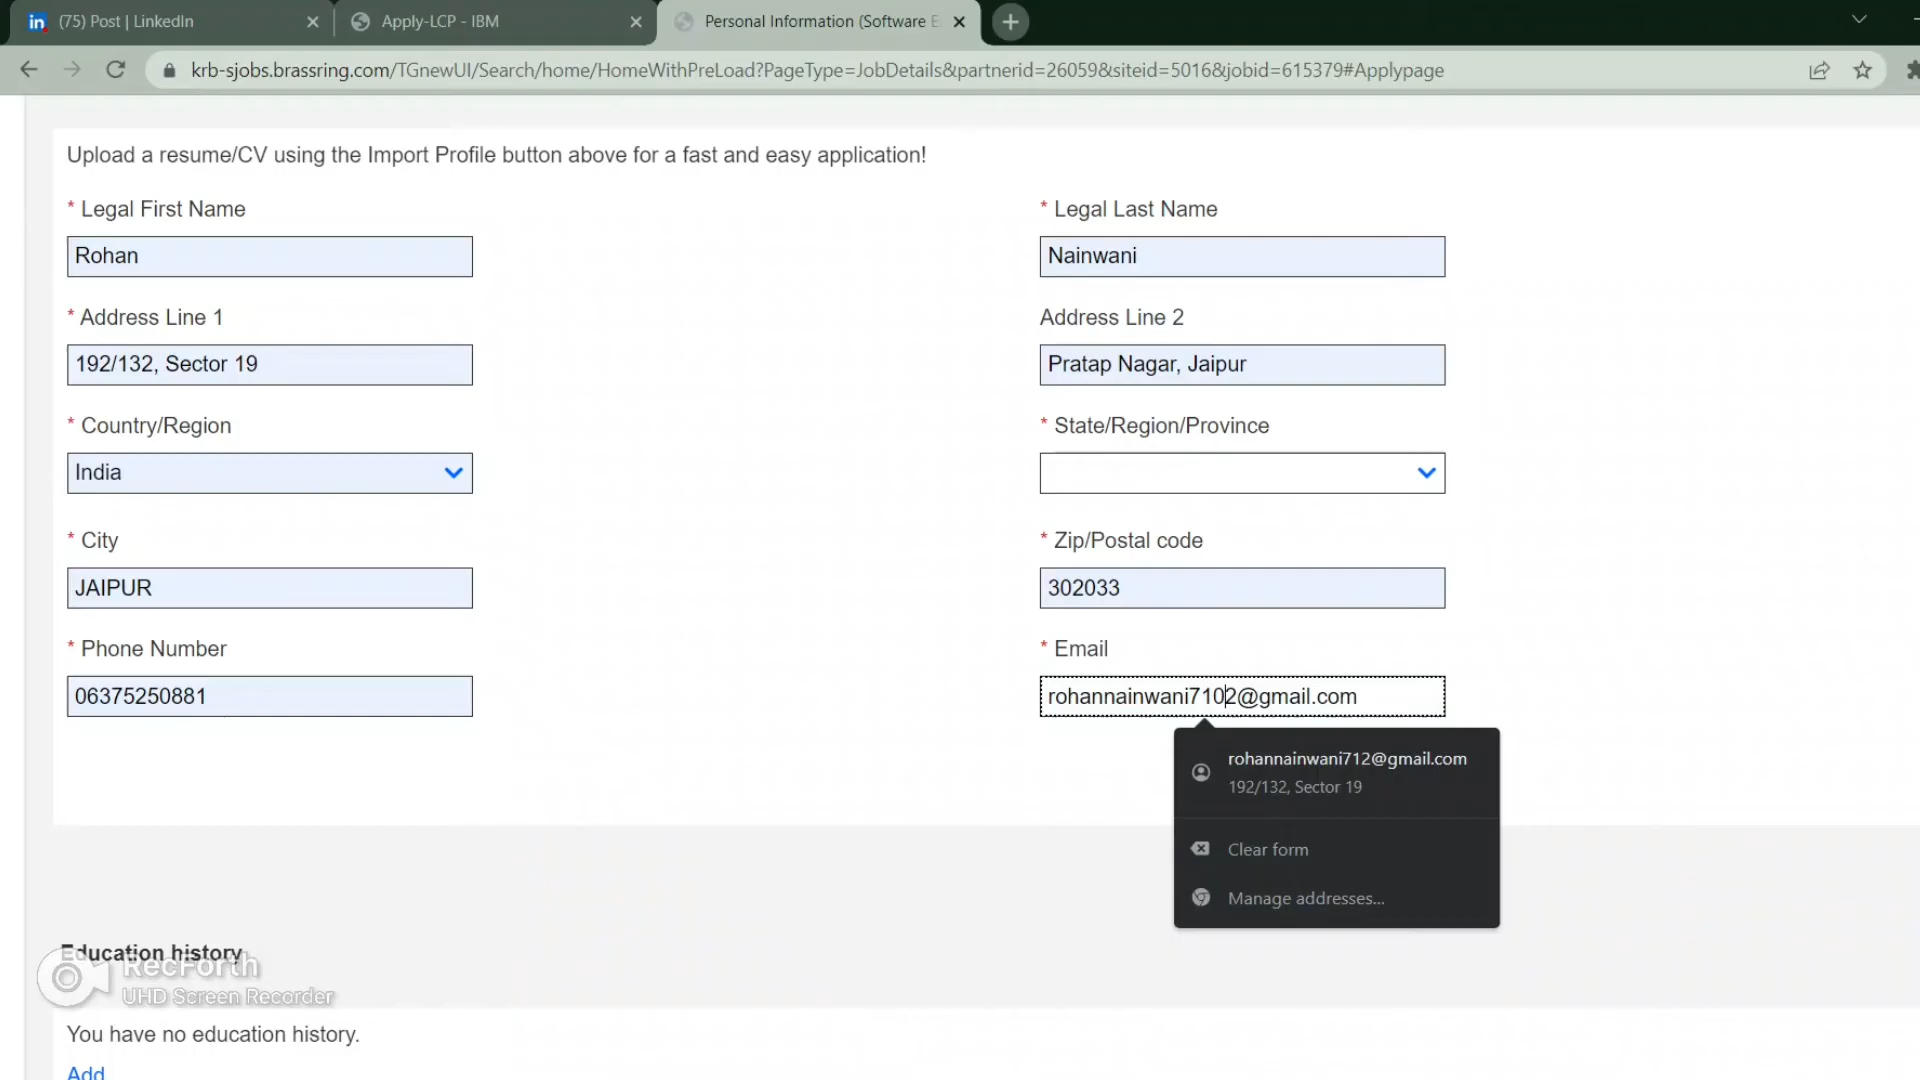 (75) Post | LinkedIn
Apply-LCP - IBM
Personal Information (Software E
krb-sjobs.brassring.com/TGnewUI/Search/home/HomeWithPreLoad?PageType=JobDetails&partnerid=26059&siteid=5016&jobid=615379#Applypage
Upload a resume/CV using the Import Profile button above for a fast and easy application!
* Legal First Name
* Legal Last Name
Rohan
Nainwani
* Address Line 1
Address Line 2
192/132, Sector 19
Pratap Nagar, Jaipur
* Country/Region
* State/Region/Province
India
* City
* Zip/Postal code
JAIPUR
302033
* Phone Number
* Email
06375250881
rohannainwani7102@gmail.com
rohannainwani712@gmail.com
192/132, Sector 19
Clear form
Manage addresses...
Education history
RecForth
UHD Screen Recorder
You have no education history.
Add